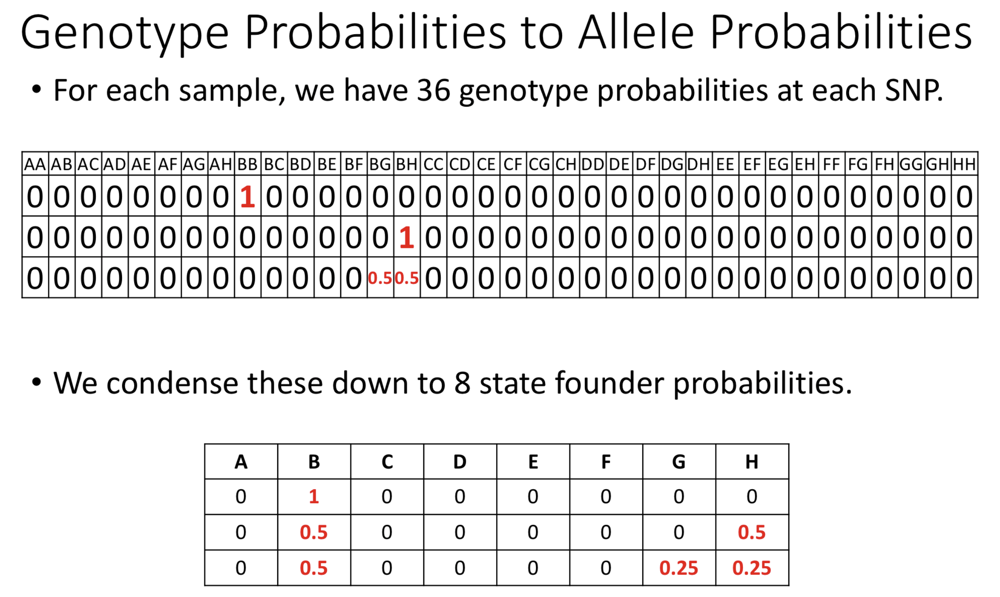 Genotype Probabilities to Allele Probabilities
• For each sample, we have 36 genotype probabilities at each SNP.
AA AB AC AD AE AF AG AH BB BC BD BE BF BG BH CC CD CE CF CG CH DD DE DF DG DH EE EF EG EH FF FG FH GG GH HH
0 0 0 0 0 0 0 0 1 0 0 0 0 0 0 0 0 0 0 0 0 0 0 0 0 0 0 0 0 0 0 0 0 0 0 0
0 0 0 0 0 0 0 0 0 0 0 0 0 0 1 0 0 0 0 0 0 0 0 0 0 0 0 0 0 0 0 0 0 0 0 0
0 0 0 0 0 0 0 0 0 0 0 0 0 0.5 0.5 0 0 0 0 0 0 0 0 0 0 0 0 0 0 0 0 0 0 0 0 0
• We condense these down to 8 state founder probabilities.
A B C D E F G H
0 1 0 0 0 0 0 0
0 0.5 0 0 0 0 0 0.5
0 0.5 0 0 0 0 0.25 0.25